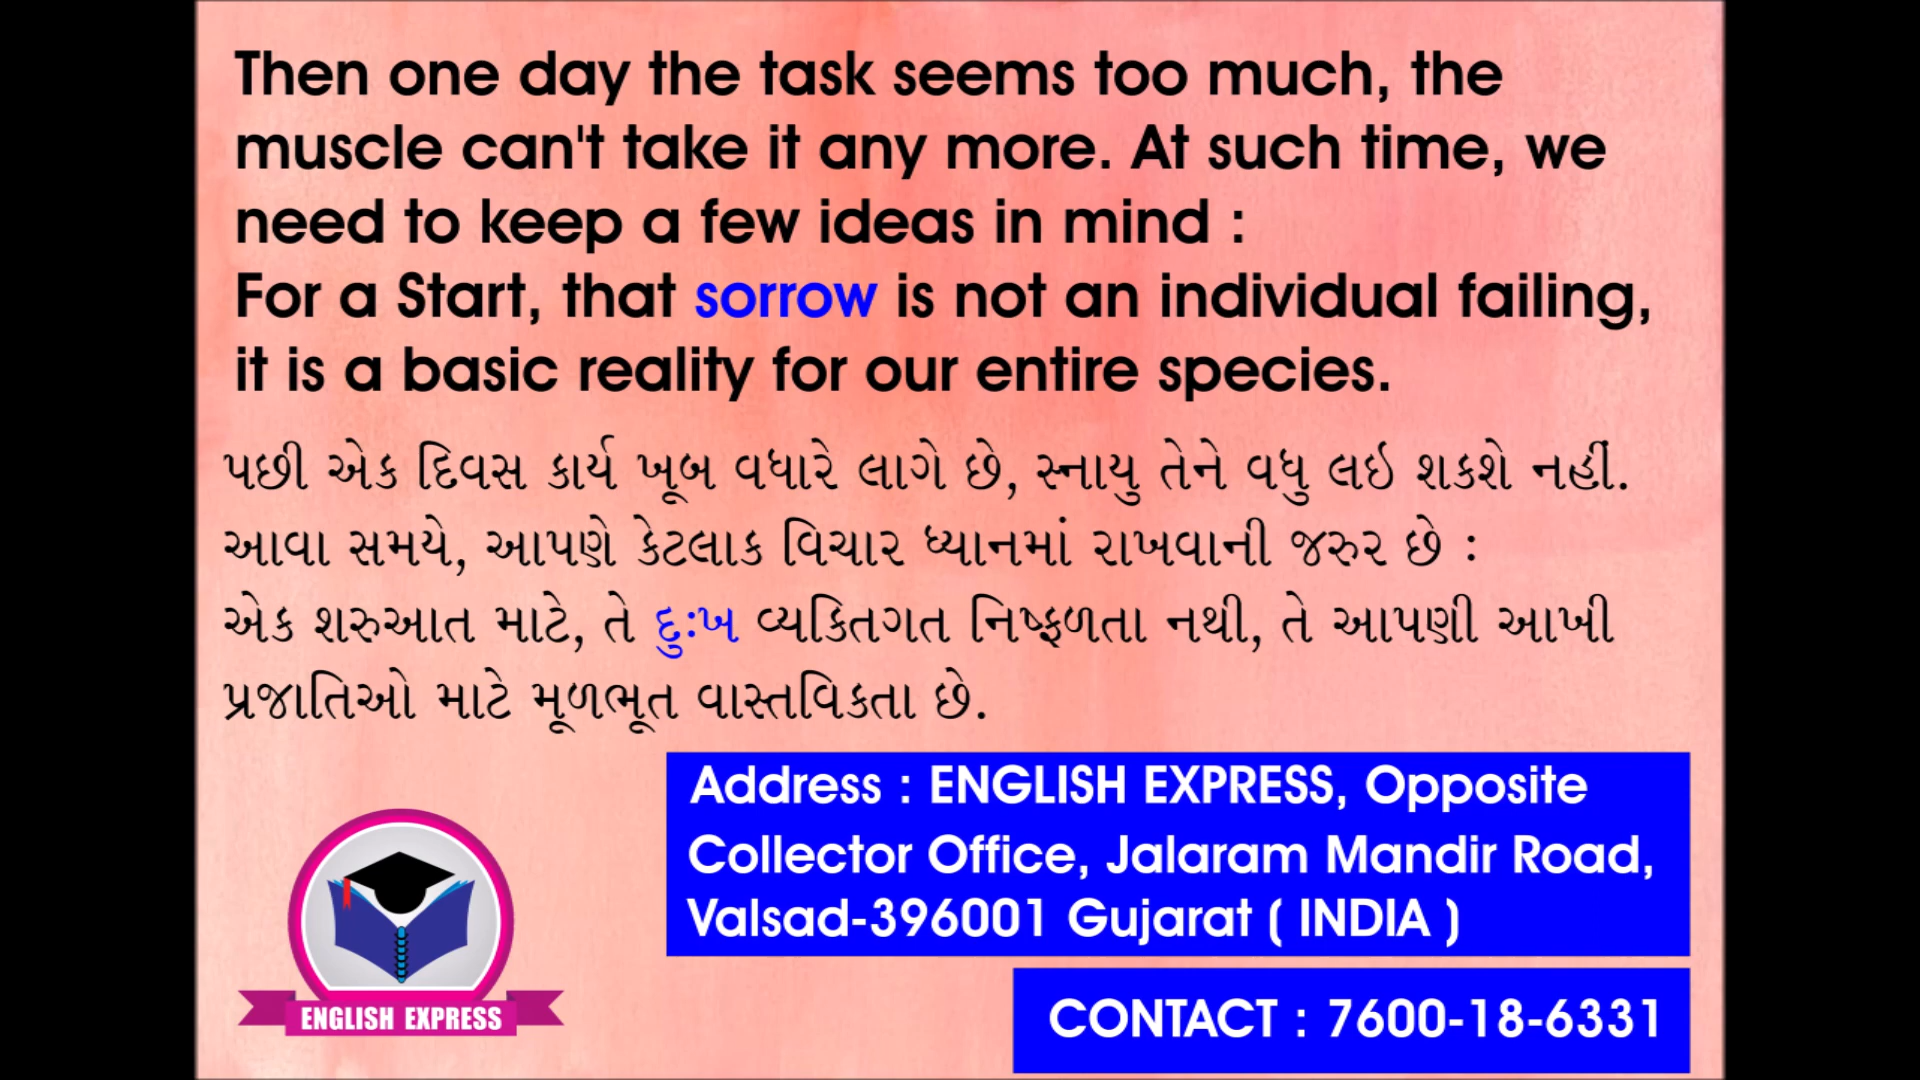 Then one day the task seems too much, the
muscle can't take it any more. At such time, we
need to keep a few ideas in mind :
For a Start, that sorrow is not an individual failing,
it is a basic reality for our entire species.
પછી એક દિવસ કાર્ય ખૂબ વધારે લાગે છે, સ્નાયુ તેને વધુ લઇ શકશે નહીં.
આવા સમયે, આપણે કેટલાક વિચાર ધ્યાનમાં રાખવાની જરુર છે :
એક શરુઆત માટે, તે દુઃખ વ્યકિતગત નિષ્ફળતા નથી, તે આપણી આખી
પ્રજાતિઓ માટે મૂળભૂત વાસ્તવિકતા છે.
Address : ENGLISH EXPRESS, Opposite
Collector Office, Jalaram Mandir Road,
Valsad-396001 Gujarat ( INDIA )
CONTACT : 7600-18-6331
ENGLISH EXPRESS